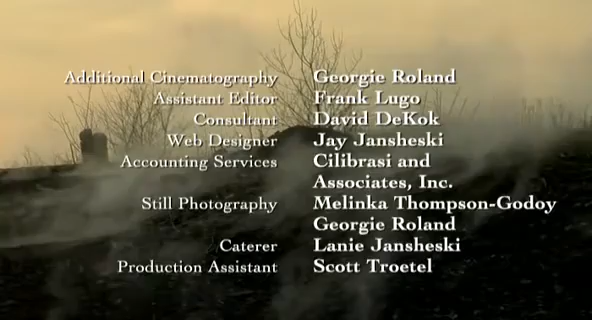 Additional Cinematography Georgie Roland
Assistant Editor Frank Lugo
Consultant David DeKok
Web Designer Jay Jansheski
Accounting Services Cilibrasi and
Associates, Inc.
Still Photography Melinka Thompson-Godoy
Georgie Roland
Caterer Lanie Jansheski
Production Assistant Scott Troetel